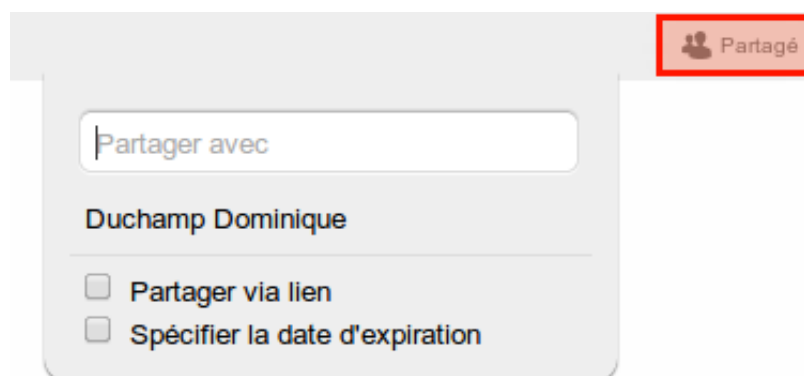 Partagé
Partager avec
Duchamp Dominique
Partager via lien
Spécifier la date d'expiration